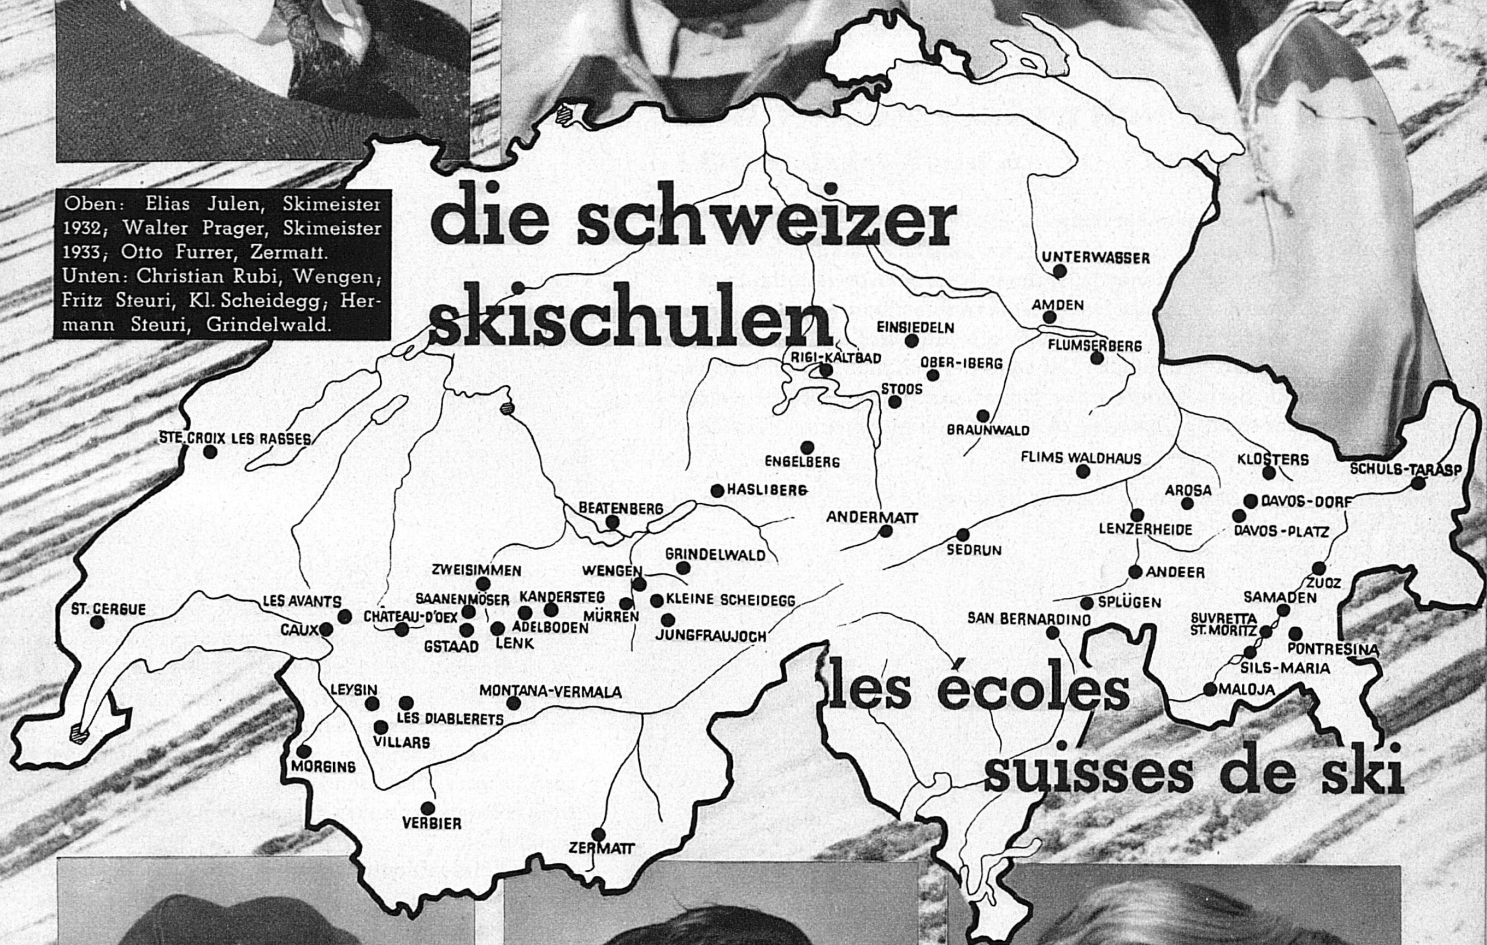 Oben: Elias Julen, Skimeister
1932; Walter Prager, Skimeister
1933; Otto Furrer, Zermatt.
Unten: Christian Rubi, Wengen;
Fritz Steuri, Kl. Scheidegg; Her-
mann Steuri, Grindelwald.
die schweizer
skischulen
UNTERWASSER
AMDEN
EINSIEDELN
FLUMSERBERG
RIGI-KALTBAD
OBER-IBERG
STOOS
BRAUNWALD
STE.CROIX LES RASSES
ENGELBERG
FLIMS WALDHAUS
KLOSTERS
SCHULS-TARASP
HASLIBERG
AROSA
DAVOS-DORF
BEATENBERG
ANDERMATT
LENZERHEIDE
DAVOS-PLATZ
SEDRUN
GRINDELWALD
ZWEISIMMEN
WENGEN
ANDEER
ZUOZ
ST. CERGUE
LES AVANTS
SAANENMÖSER
KANDERSTEG
KLEINE SCHEIDEGG
SPLÜGEN
SAMADEN
CHÂTEAU-D'OEX
MÜRREN
SAN BERNARDINO
SUVRETTA
ST. MORITZ
CAUX
ADELBODEN
JUNGFRAUJOCH
GSTAAD
LENK
PONTRESINA
SILS-MARIA
les écoles
LEYSIN
MONTANA-VERMALA
MALOJA
LES DIABLERETS
VILLARS
suisses de ski
MORGINS
VERBIER
ZERMATT